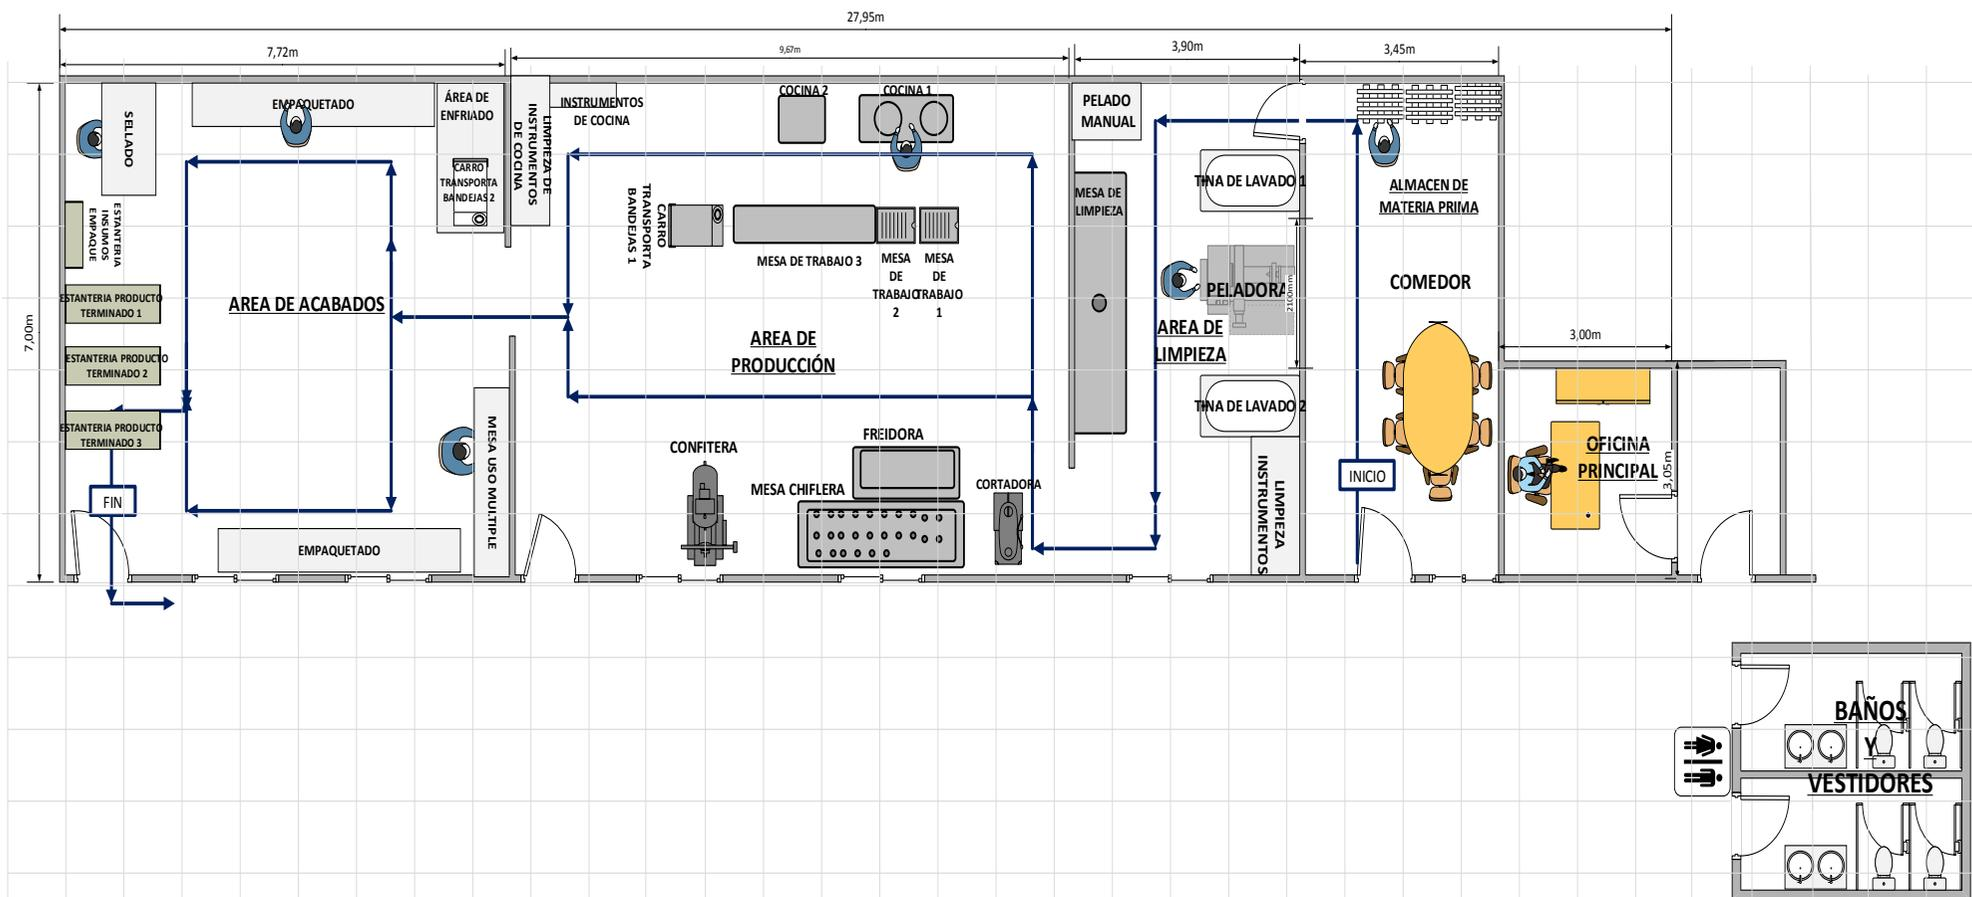 27,95m
7,72m
9,67m
3,90m
3,45m
7,00m
SELLADO
EMPAQUETADO
ÁREA DE
ENFRIADO
CARRO
TRANSPORTA
BANDEJAS 2
LIMPIEZA DE
INSTRUMENTOS
DE COCINA
INSTRUMENTOS
DE COCINA
COCINA 2
COCINA 1
PELADO
MANUAL
TINA DE LAVADO 1
ALMACEN DE
MATERIA PRIMA
MESA DE
LIMPIEZA
ESTANTERIA
INSUMOS
EMPAQUE
CARRO
TRANSPORTA
BANDEJAS 1
MESA DE TRABAJO 3
MESA
DE
TRABAJO
2
MESA
DE
TRABAJO
1
PELADORA
2100mm
COMEDOR
ESTANTERIA PRODUCTO
TERMINADO 1
AREA DE ACABADOS
AREA DE
PRODUCCIÓN
AREA DE
LIMPIEZA
3,00m
ESTANTERIA PRODUCTO
TERMINADO 2
ESTANTERIA PRODUCTO
TERMINADO 3
TINA DE LAVADO 2
MESA USO MULTIPLE
CONFITERA
FREIDORA
MESA CHIFLERA
CORTADORA
LIMPIEZA
INSTRUMENTOS
INICIO
OFICINA
PRINCIPAL
3,05m
FIN
EMPAQUETADO
BAÑOS
Y
VESTIDORES